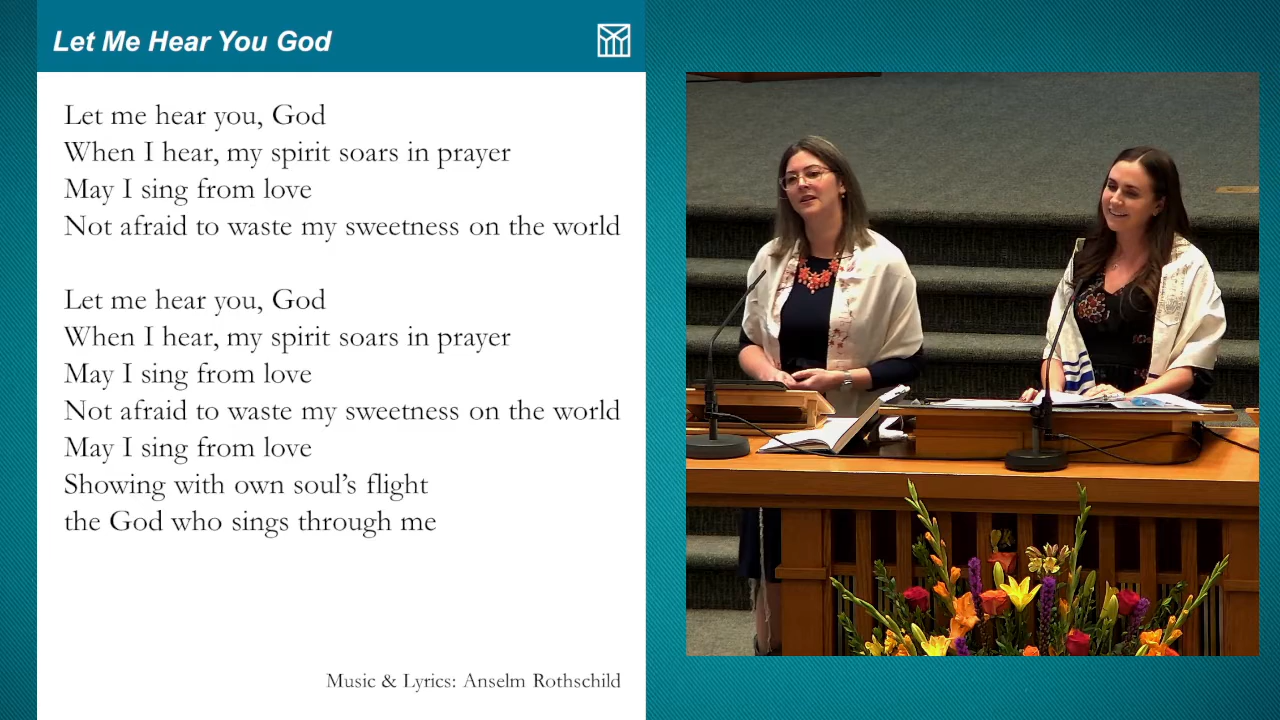 Let Me Hear You God
Let me hear you, God
When I hear, my spirit soars in prayer
May I sing from love
Not afraid to waste my sweetness on the world
Let me hear you, God
When I hear, my spirit soars in prayer
May I sing from love
Not afraid to waste my sweetness on the world
May I sing from love
Showing with own soul’s flight
the God who sings through me
Music & Lyrics: Anselm Rothschild